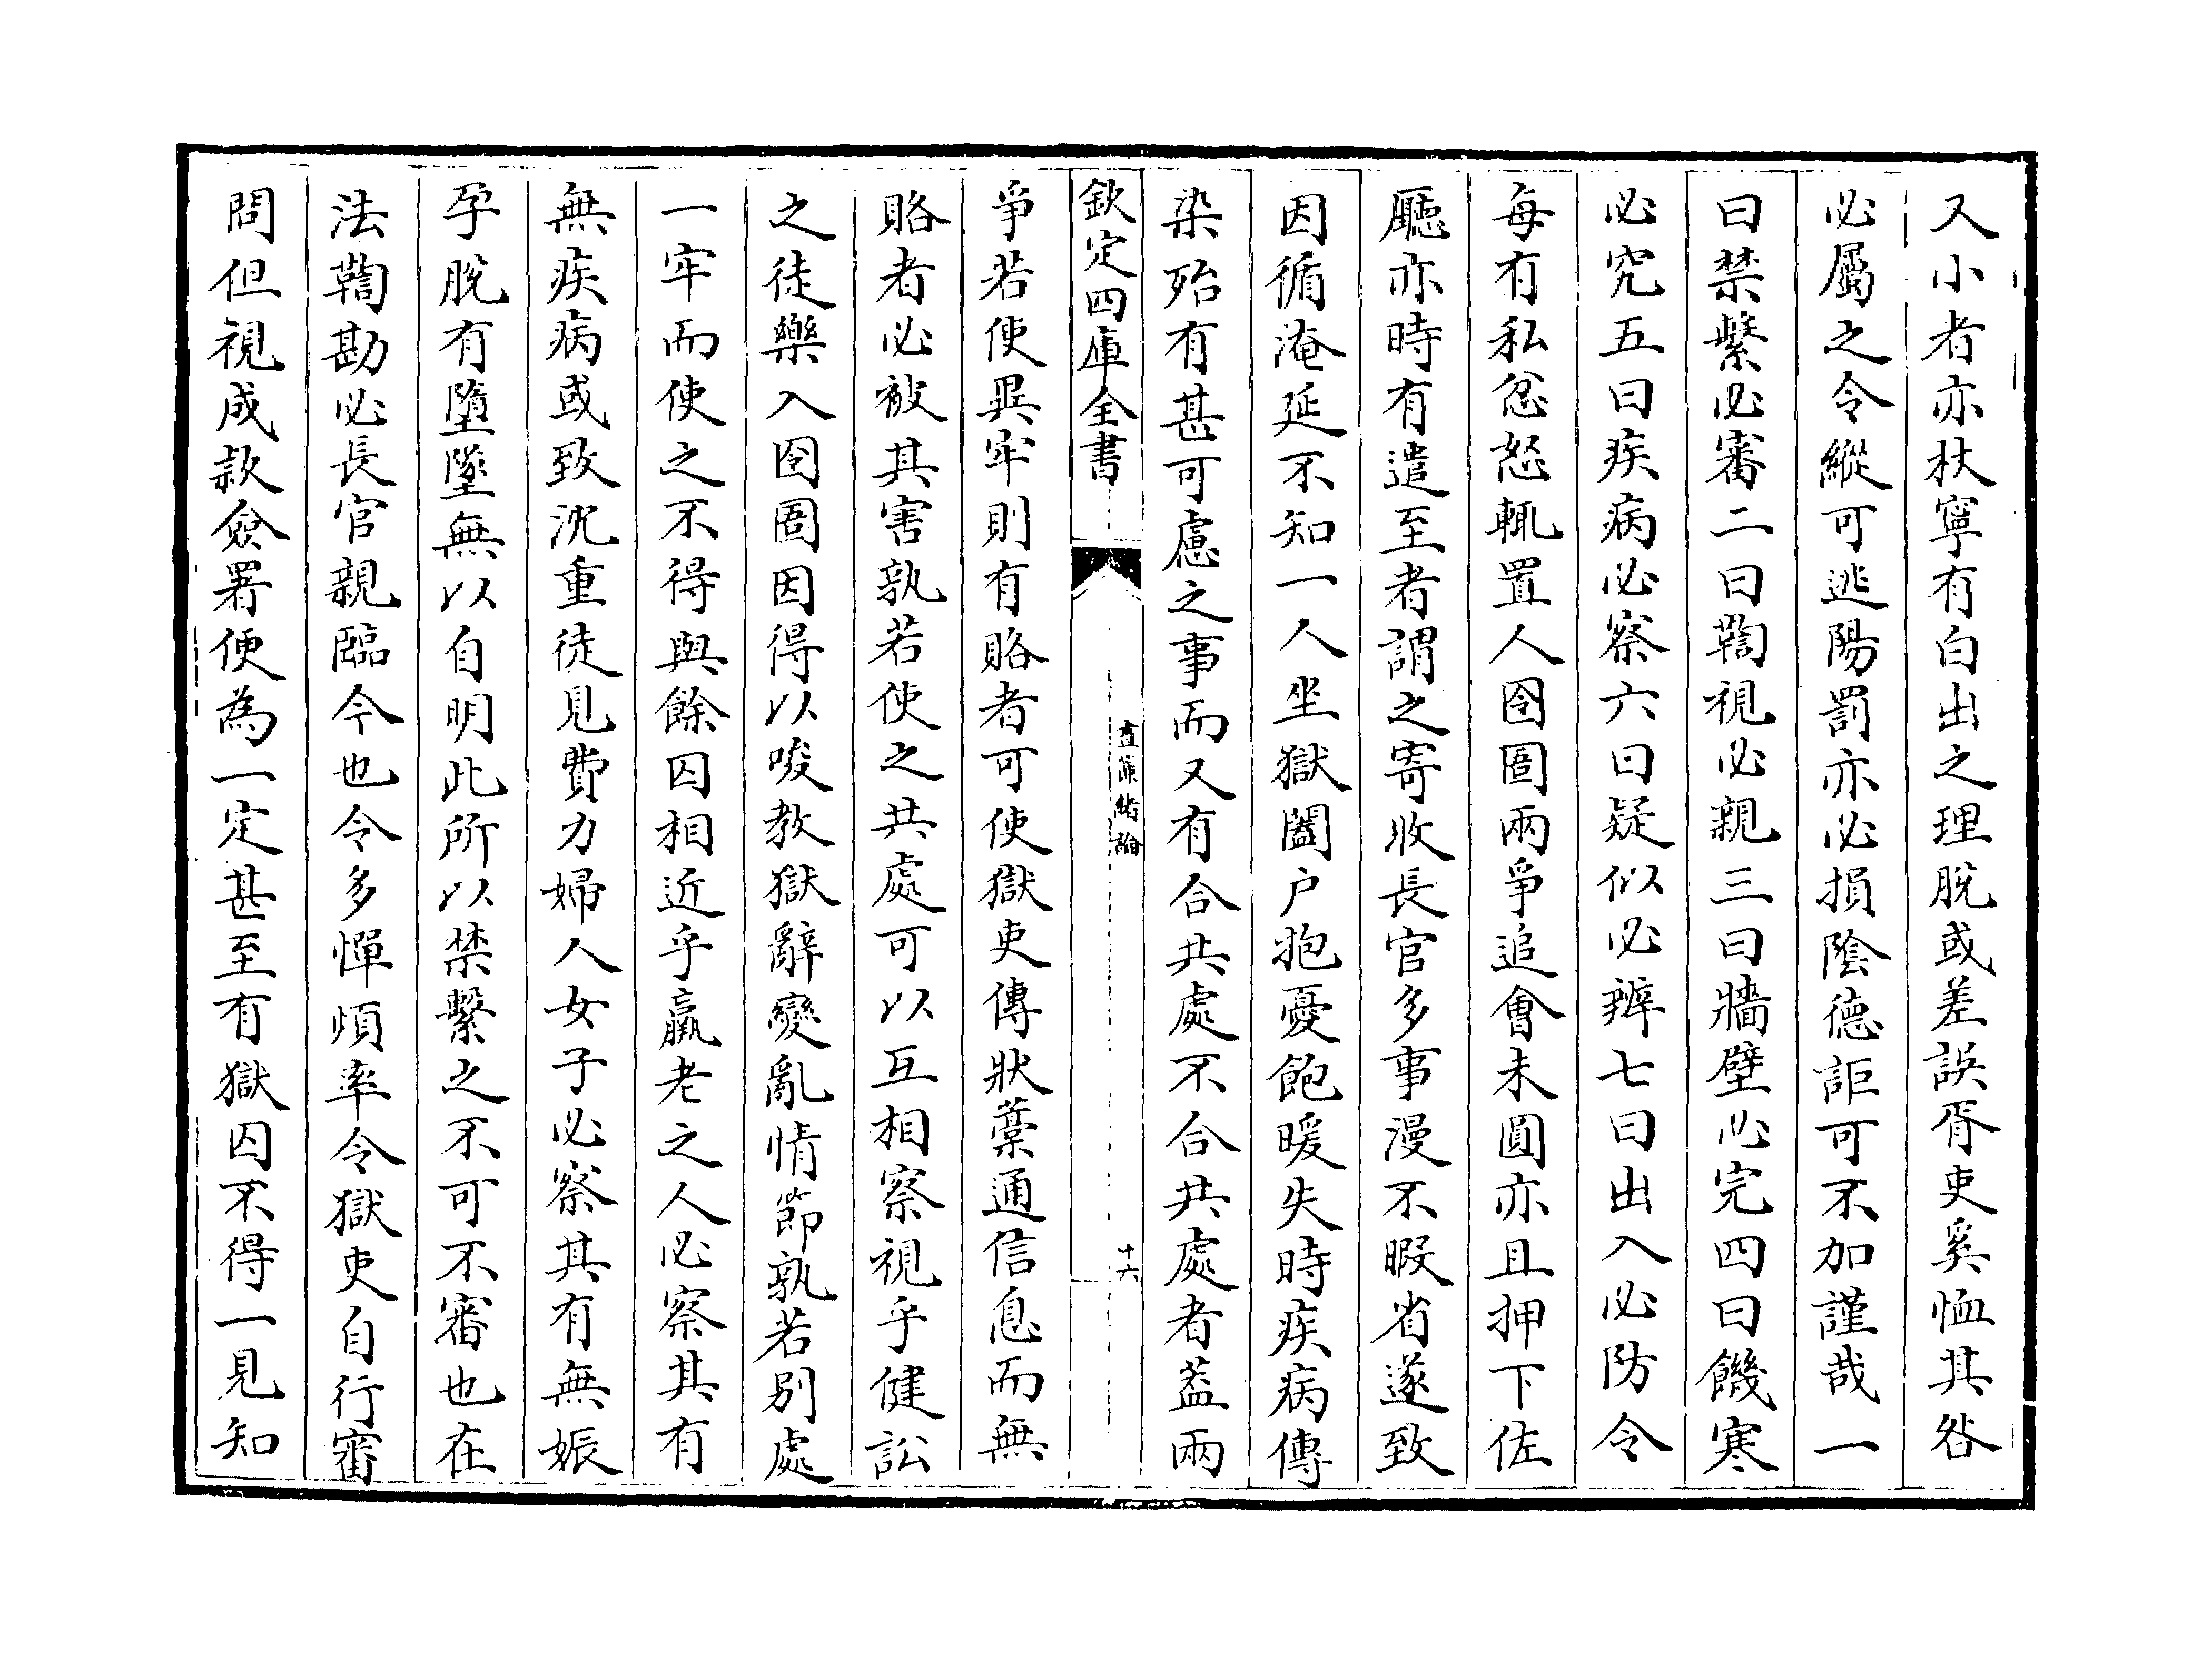 又小者亦杖寧有白出之理脫或差誤胥吏奚恤其咎
必屬之令縱可逃陽罰亦必損陰德詎可不加謹哉一
曰禁繫必審二曰鞫視必親三曰牆壁必完四曰饑寒
必究五曰疾病必察六曰疑似必辨七曰出入必防令
每有私忿怒輒置人囹圄兩爭追會未圓亦且押下佐
廳亦時有遣至者謂之寄收長官多事漫不暇省遂致
因循淹延不知一人坐獄闔户抱憂飽暖失時疾病傳
染殆有甚可慮之事而又有合共處不合共處者葢兩
欽定四庫全書
晝簾緒論
十六
爭若使異牢則有賂者可使獄吏傳狀藁通信息而無
賂者必被其害孰若使之共處可以互相察視乎健訟
之徒樂入囹圄因得以唆教獄辭變亂情節孰若别處
一牢而使之不得與餘囚相近乎羸老之人必察其有
無疾病或致沈重徒見費力婦人女子必察其有無娠
孕脫有墮墜無以自明此所以禁繫之不可不審也在
法鞫勘必長官親臨今也令多憚煩率令獄吏自行審
問但視成款僉署便為一定甚至有獄囚不得一見知